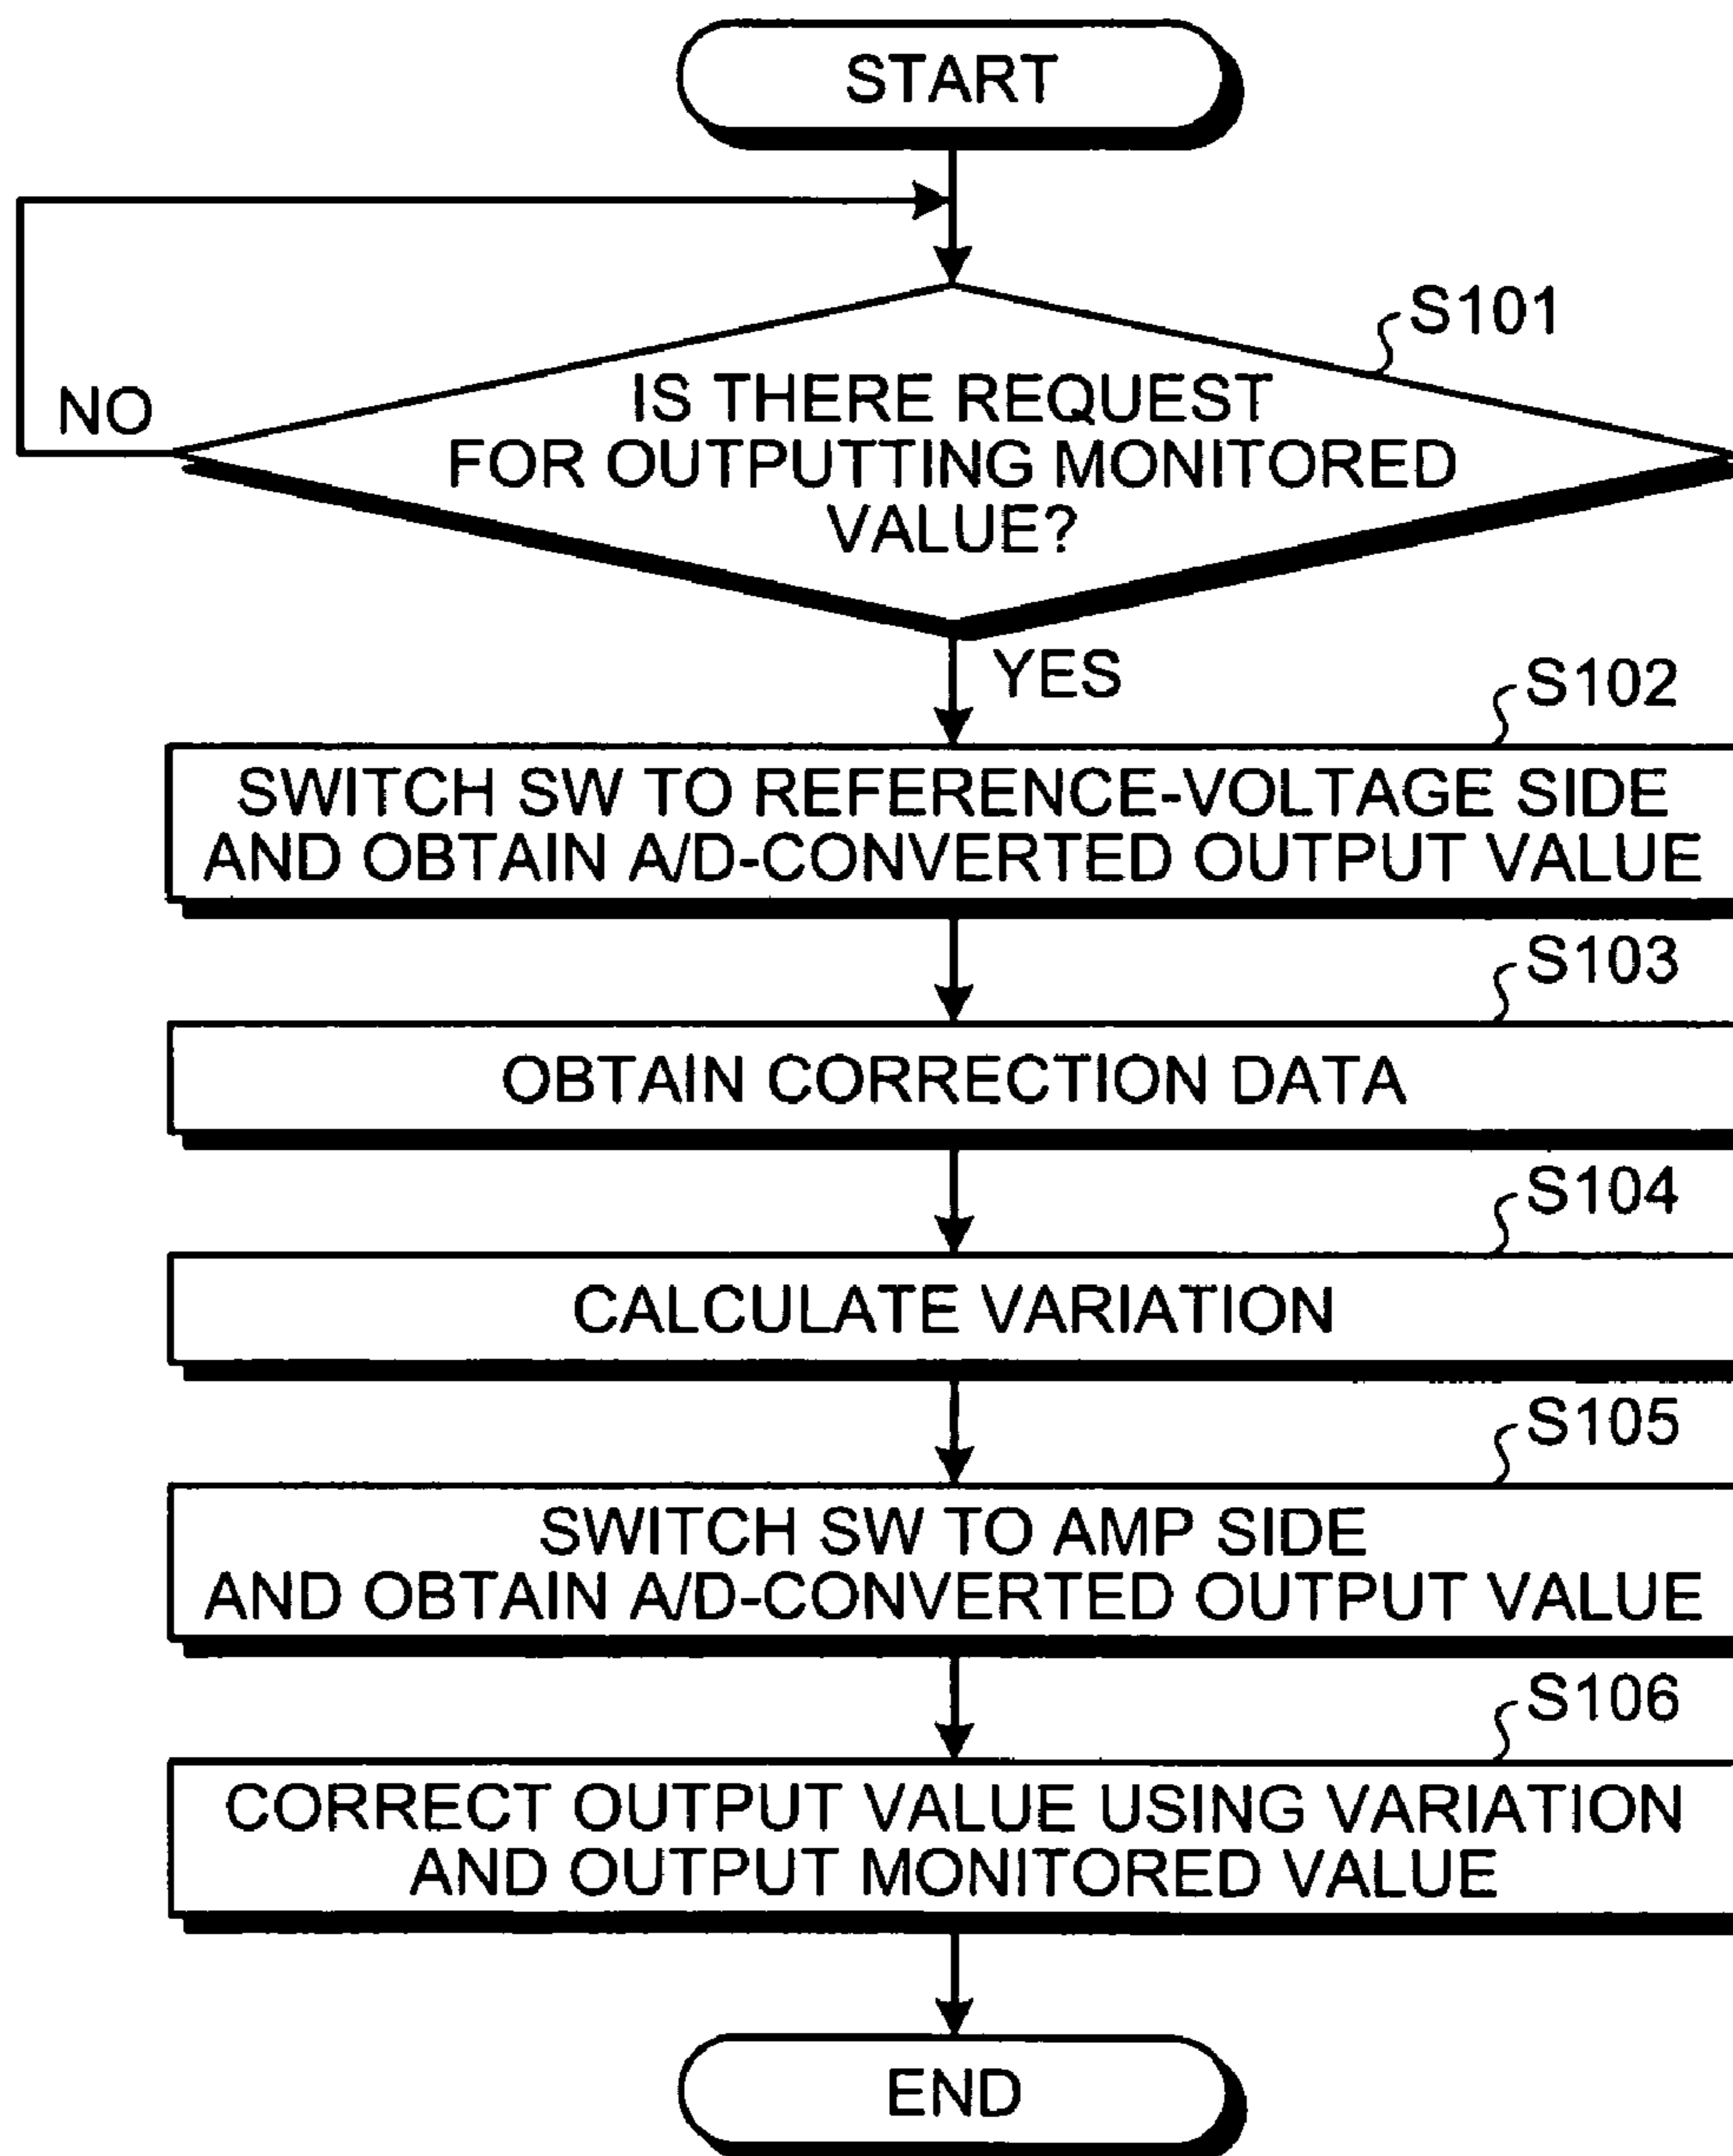 START
S101
IS THERE REQUEST
FOR OUTPUTTING MONITORED
VALUE?
NO
YES
S102
SWITCH SW TO REFERENCE-VOLTAGE SIDE
AND OBTAIN A/D-CONVERTED OUTPUT VALUE
S103
OBTAIN CORRECTION DATA
S104
CALCULATE VARIATION
S105
SWITCH SW TO AMP SIDE
AND OBTAIN A/D-CONVERTED OUTPUT VALUE
S106
CORRECT OUTPUT VALUE USING VARIATION
AND OUTPUT MONITORED VALUE
END